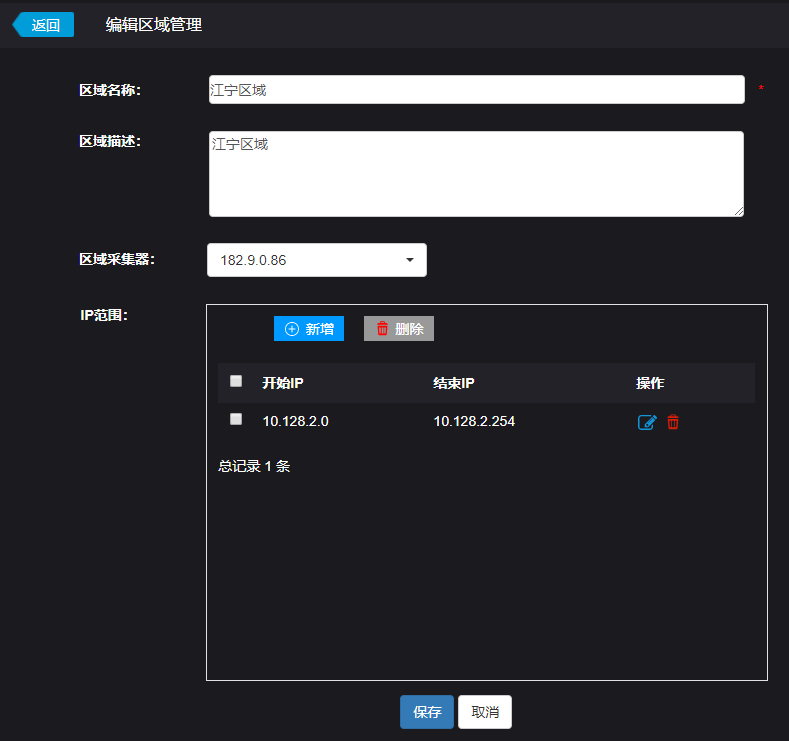 返回 编辑区域管理
区域名称: 江宁区域 *
区域描述: 江宁区域
区域采集器: 182.9.0.86
IP范围:
新增 删除
开始IP 结束IP 操作
10.128.2.0 10.128.2.254
总记录 1 条
保存 取消